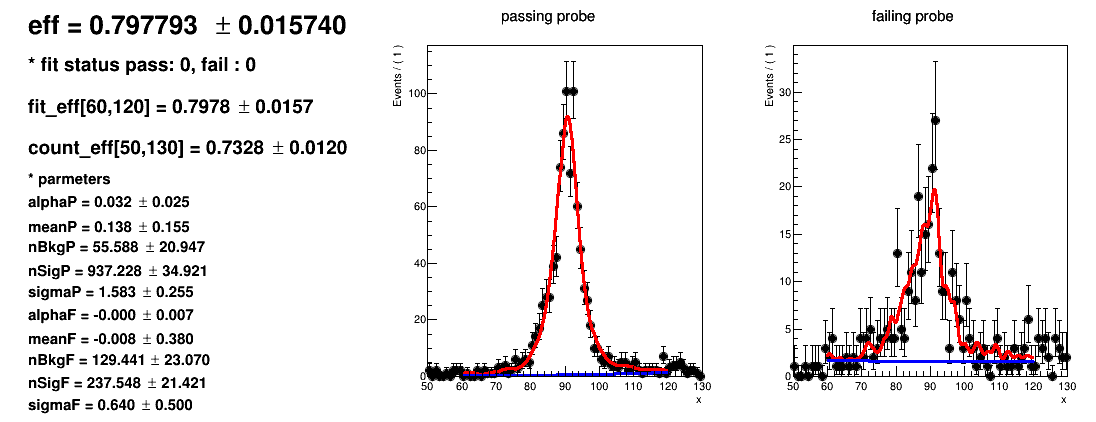 eff = 0.797793 ± 0.015740
* fit status pass: 0, fail : 0
fit_eff[60,120] = 0.7978 ± 0.0157
count_eff[50,130] = 0.7328 ± 0.0120
* parmeters
alphaP = 0.032 ± 0.025
meanP = 0.138 ± 0.155
nBkgP = 55.588 ± 20.947
nSigP = 937.228 ± 34.921
sigmaP = 1.583 ± 0.255
alphaF = -0.000 ± 0.007
meanF = -0.008 ± 0.380
nBkgF = 129.441 ± 23.070
nSigF = 237.548 ± 21.421
sigmaF = 0.640 ± 0.500
passing probe
Events / ( 1 )
100
80
60
40
20
0
50 60 70 80 90 100 110 120 130
x
failing probe
Events / ( 1 )
30
25
20
15
10
5
0
50 60 70 80 90 100 110 120 130
x